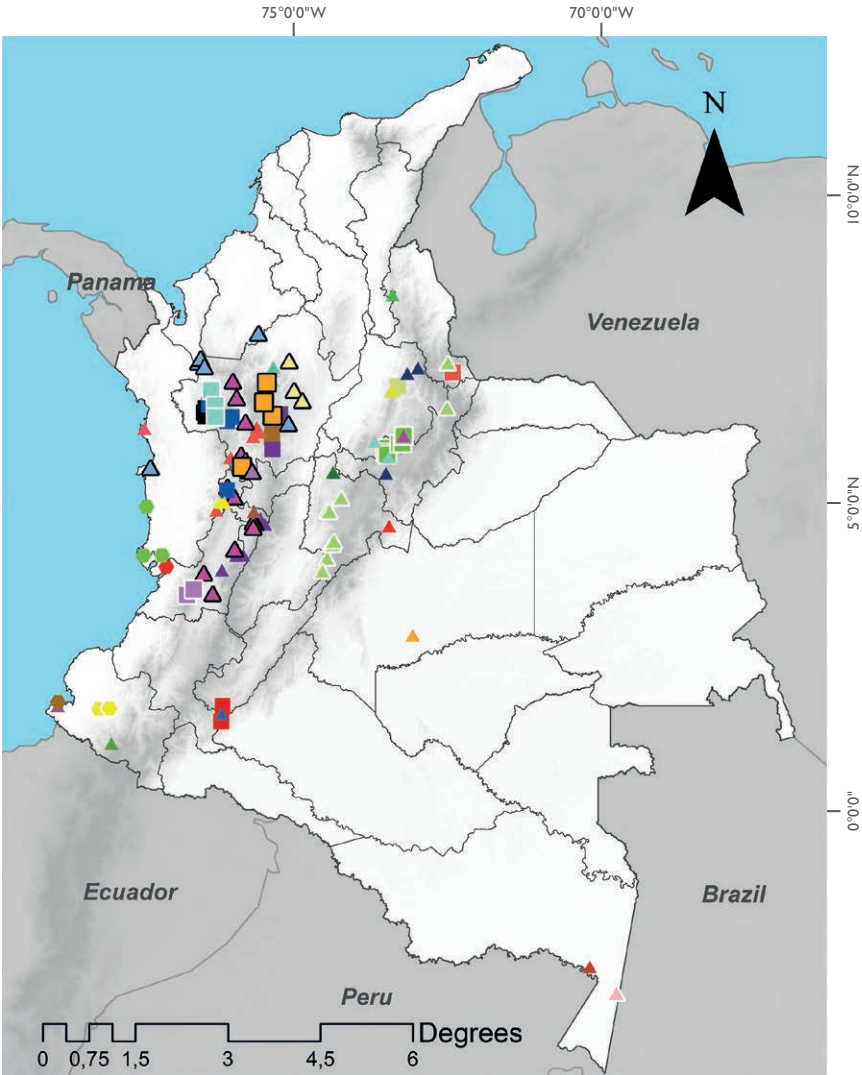 75°0'0"W 70°0'0"W
N
10°0'0"N
Panama
Venezuela
5°0'0"N
0°0'0"
Ecuador
Brazil
Peru
Degrees
0 0,75 1,5 3 4,5 6